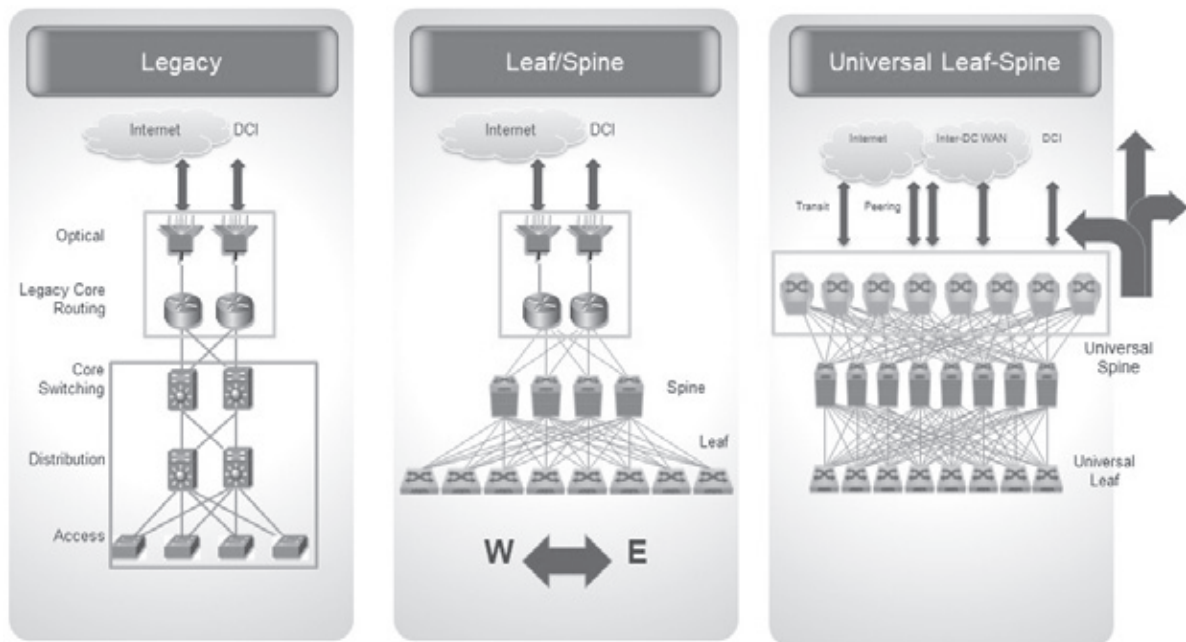 Legacy
Internet
DCI
Optical
Legacy Core
Routing
Core
Switching
Distribution
Access
Leaf/Spine
Internet
DCI
Spine
Leaf
W
E
Universal Leaf-Spine
Internet
Inter-DC WAN
DCI
Transit
Peering
Universal
Spine
Universal
Leaf